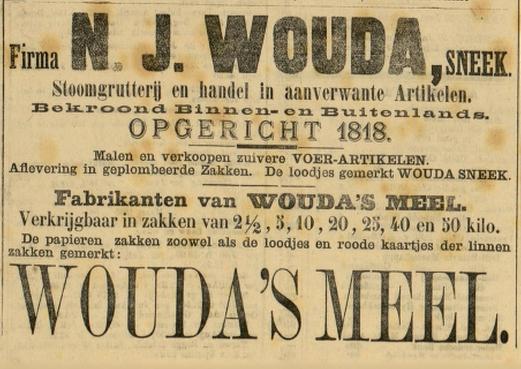 Firma N. J. WOUDA, SNEEK.
Stoomgrutterij en handel in aanverwante Artikelen.
Bekroond Binnen- en Buitenlands.
OPGERICHT 1818.
Malen en verkoopen zuivere VOER-ARTIKELEN.
Aflevering in geplombeerde Zakken. De loodjes gemerkt WOUDA SNEEK.
Fabrikanten van WOUDA'S MEEL.
Verkrijgbaar in zakken van 2½, 5, 10, 20, 25, 40 en 50 kilo.
De papieren zakken zoowel als de loodjes en roode kaartjes der linnen
zakken gemerkt:
WOUDA'S MEEL.